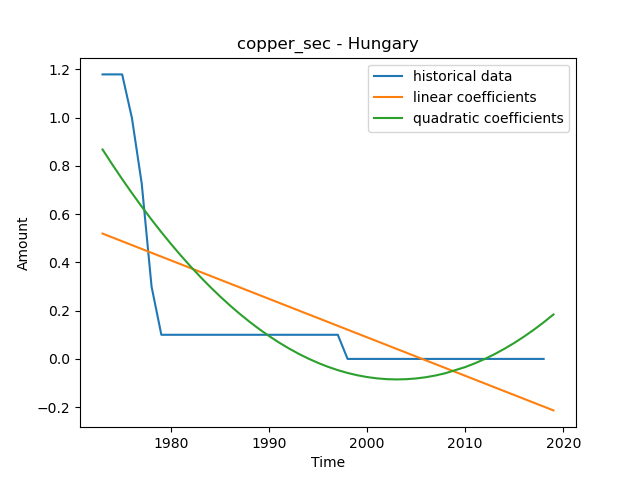 copper_sec - Hungary
historical data
linear coefficients
quadratic coefficients
1.2
1.0
0.8
0.6
0.4
0.2
0.0
−0.2
Amount
1980
1990
2000
2010
2020
Time